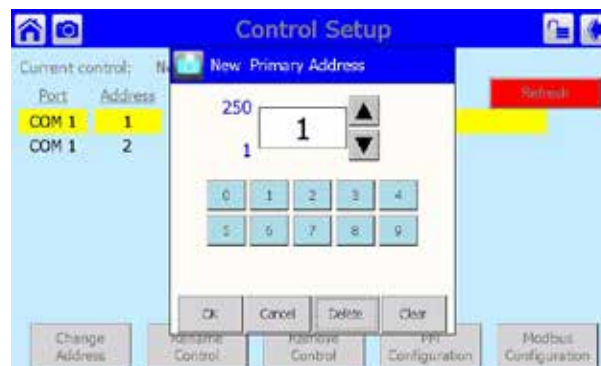 Control Setup
Current control: N
New Primary Address
Port Address
Refresh
COM 1 1
COM 1 2
250
1
1
0 1 2 3 4
5 6 7 8 9
OK Cancel Delete Clear
Change Address
Rename Control
Remove Control
Configuration
Modbus Configuration